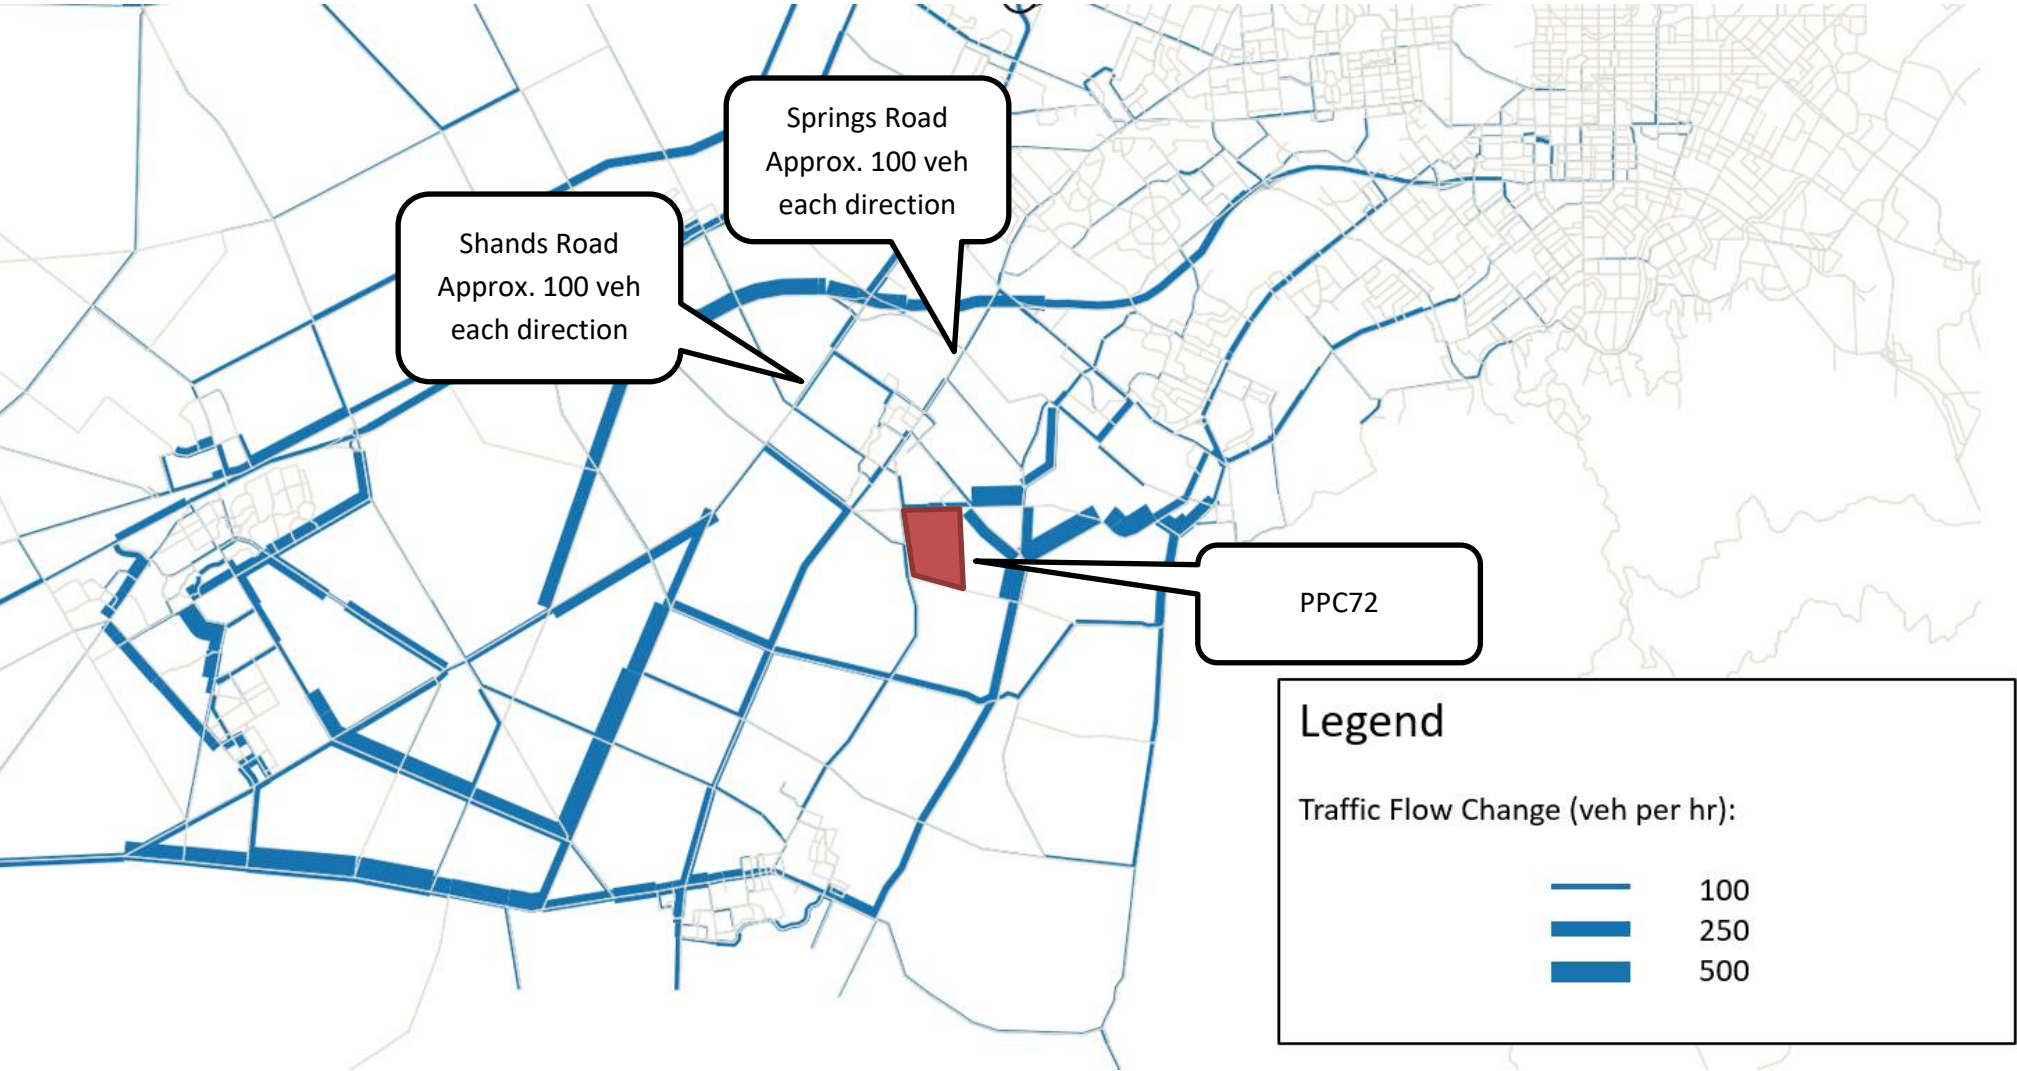 Springs Road
Approx. 100 veh
each direction
Shands Road
Approx. 100 veh
each direction
PPC72
Legend
Traffic Flow Change (veh per hr):
100
250
500